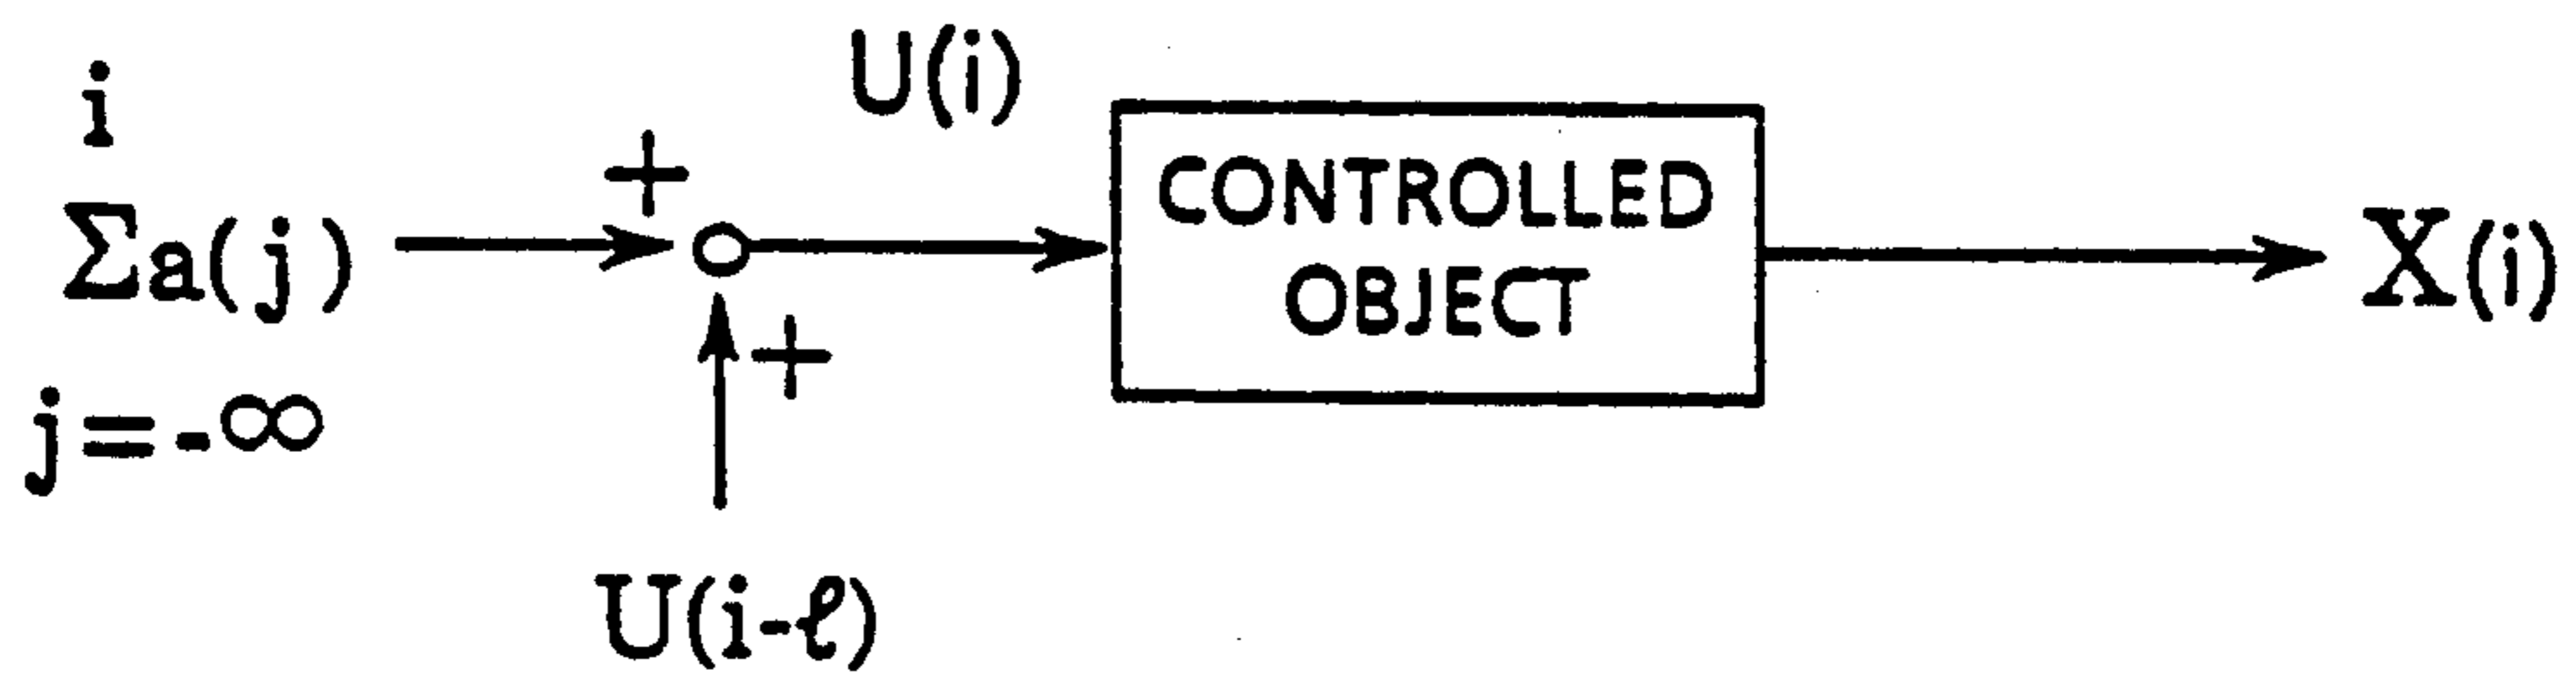 i
Σa(j)
j=-∞
+
U(i)
+
U(i-ℓ)
CONTROLLED
OBJECT
X(i)